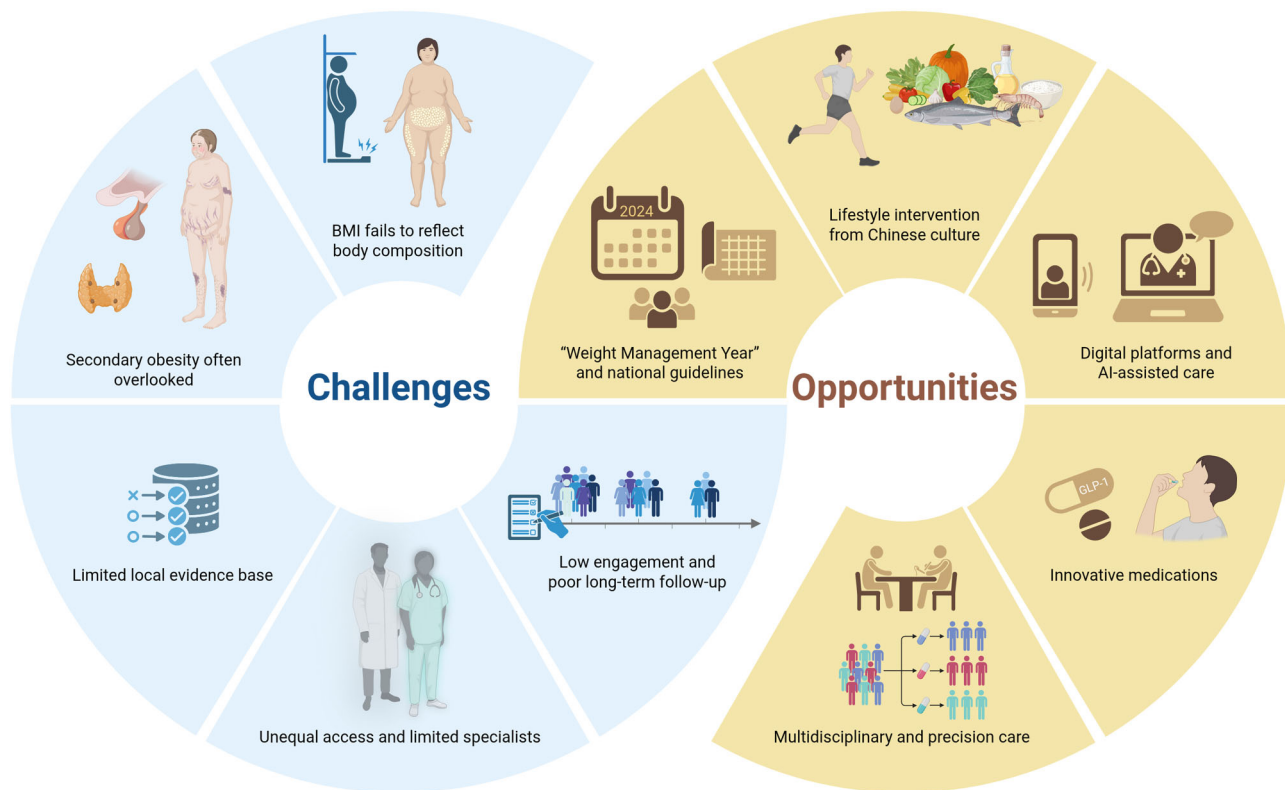 BMI fails to reflect
body composition
Secondary obesity often
overlooked
Challenges
Limited local evidence base
Unequal access and limited specialists
Low engagement and
poor long-term follow-up
2024
“Weight Management Year”
and national guidelines
Lifestyle intervention
from Chinese culture
Digital platforms and
AI-assisted care
Opportunities
GLP-1
Innovative medications
Multidisciplinary and precision care